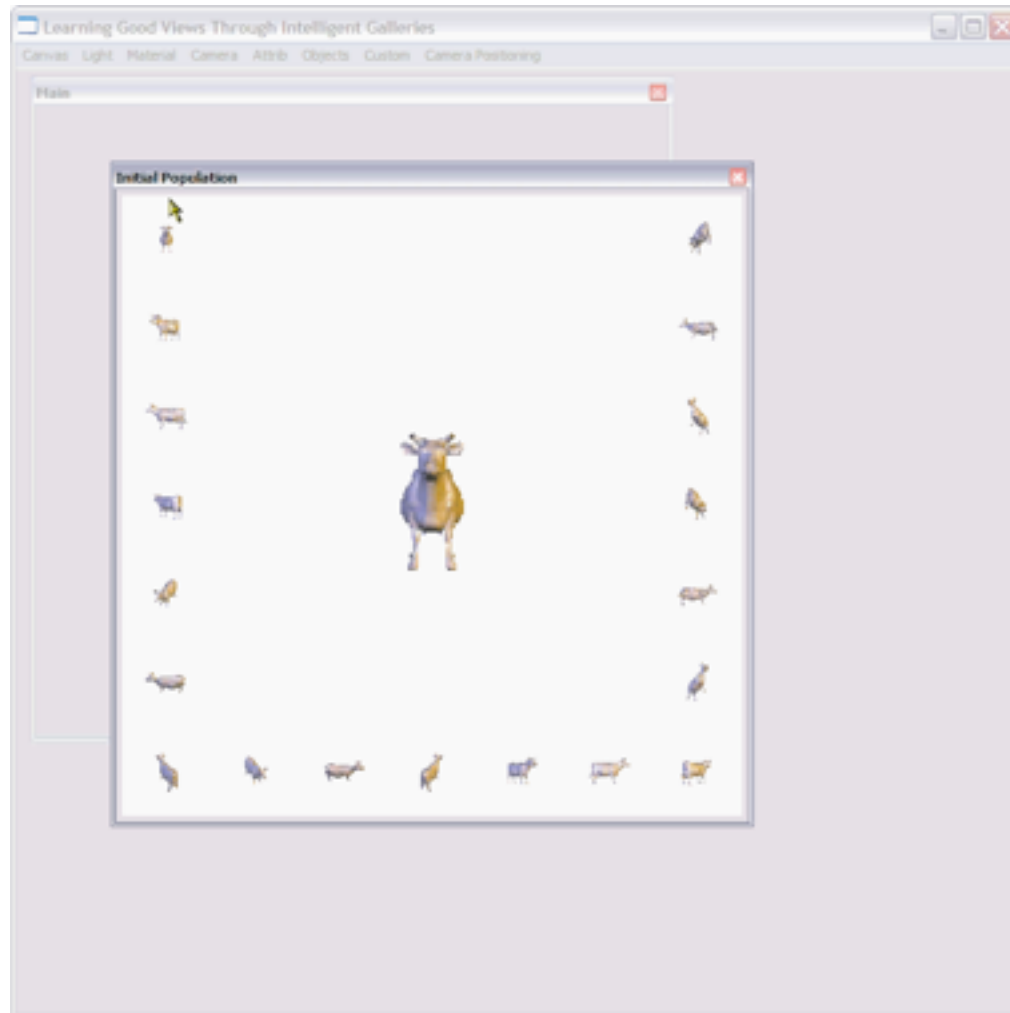 Learning Good Views Through Intelligent Galleries
Canvas Light Material Camera Attrib Objects Custom Camera Positioning
Main
Initial Population